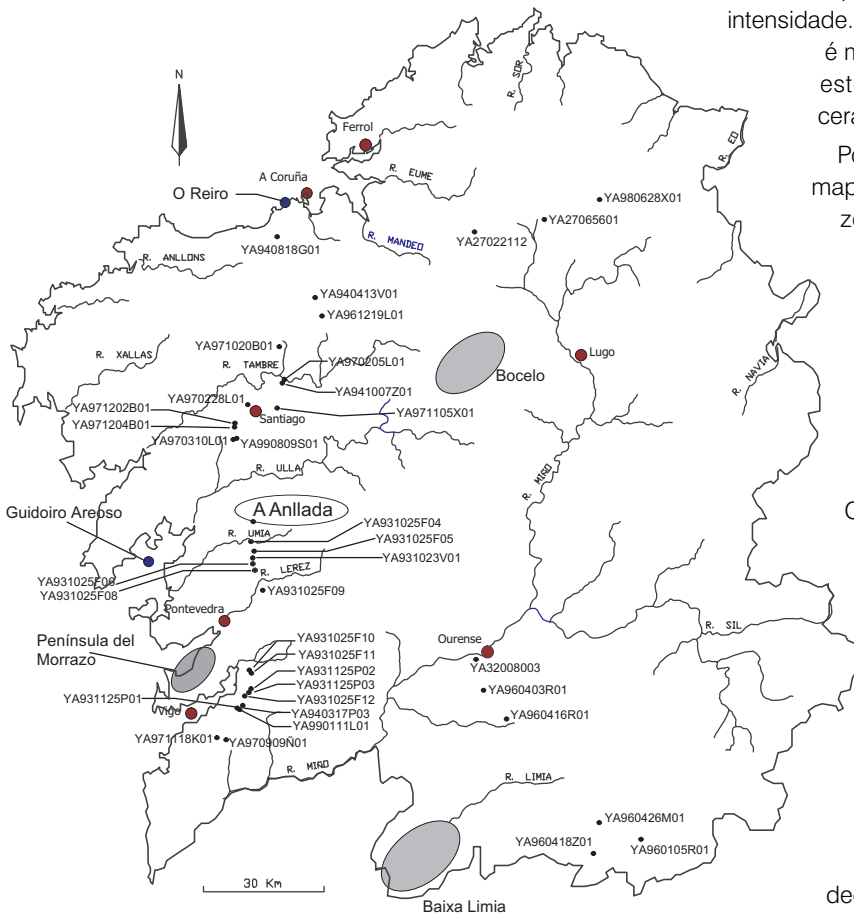 intensidade.
é m
est
cera
Po
map
ze
N
R. SOR
Ferrol
R. EO
R. EUME
A Coruña
O Reiro
YA980628X01
YA27065601
YA27022112
R. MANDEO
YA940818G01
R. ANLLONS
YA940413V01
YA961219L01
YA971020B01
R. XALLAS
R. TAMBRE
YA970205L01
Lugo
Bocelo
R. NAVIA
YA941007Z01
YA970228L01
YA971202B01
Santiago
YA971105X01
YA971204B01
YA970310L01
YA990809S01
R. ULLA
R. MIÑO
Guidoiro Areoso
A Anllada
YA931025F04
R. UMIA
YA931025F05
YA931023V01
YA931025F06
R. LEREZ
YA931025F08
YA931025F09
Pontevedra
R. SIL
Península del
Morrazo
YA931025F10
YA931025F11
Ourense
YA32008003
YA931125P02
YA931125P03
YA960403R01
YA931125P01
YA931025F12
YA940317P03
Vigo
YA990111L01
YA960416R01
YA971118K01
YA970909Ñ01
R. MIÑO
R. LIMIA
YA960426M01
YA960418Z01
YA960105R01
30 Km
Baixa Limia